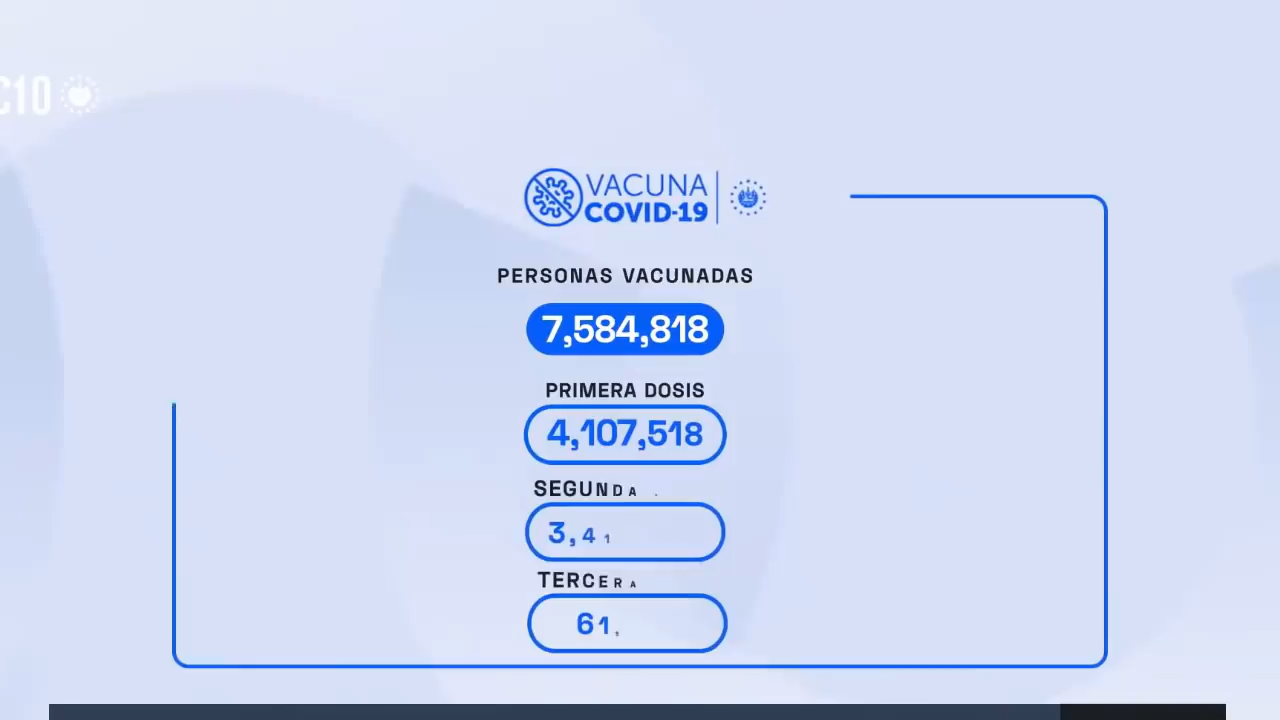 C10
VACUNA
COVID-19
PERSONAS VACUNADAS
7,584,818
PRIMERA DOSIS
4,107,518
SEGUNDA
3,41
TERCERA
61,